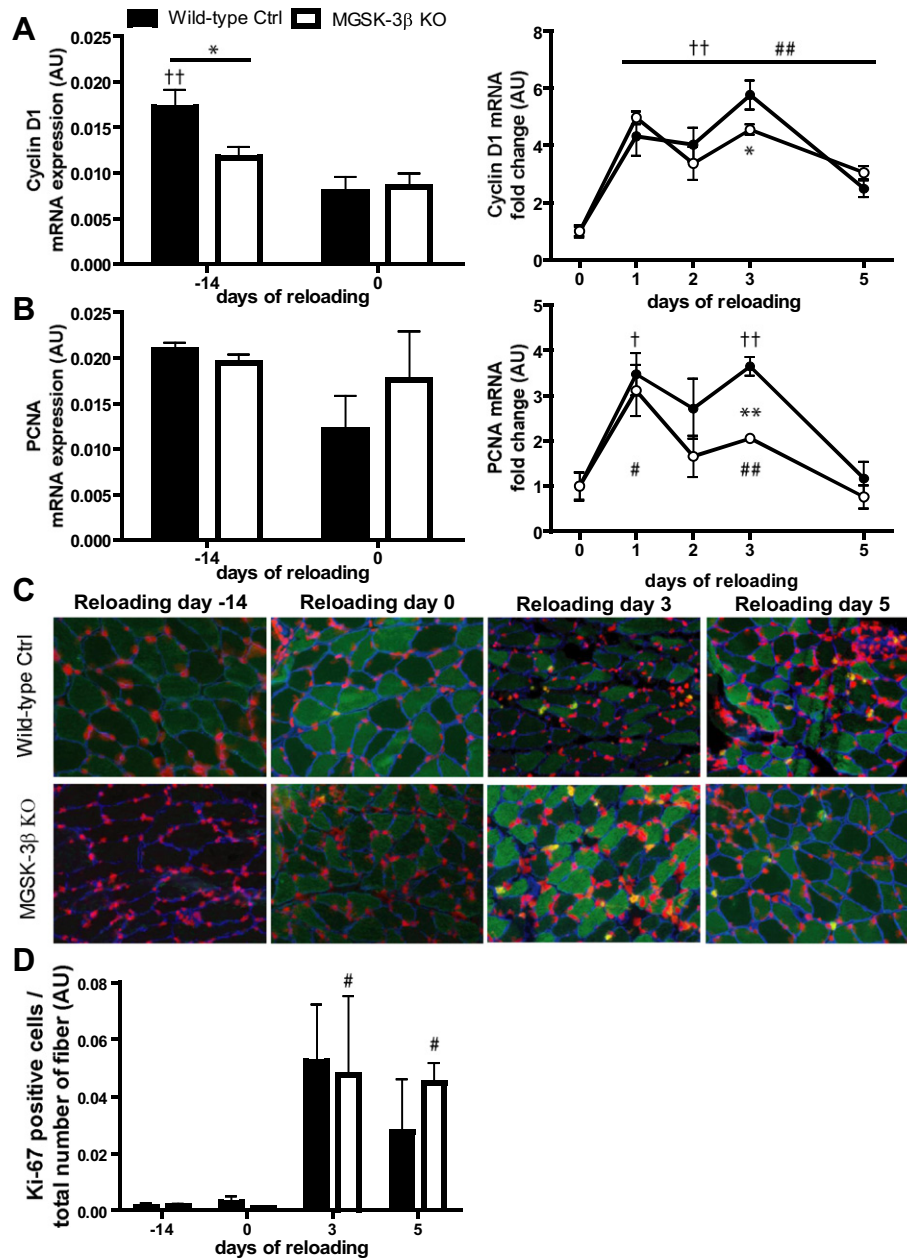 Wild-type Ctrl MGSK-3β KO
A
Cyclin D1
mRNA expression (AU)
0.025
0.020
0.015
0.010
0.005
0.000
††
*
-14 0
days of reloading
Cyclin D1 mRNA
fold change (AU)
8
6
4
2
0
†† ##
*
0 1 2 3 5
days of reloading
B
PCNA
mRNA expression (AU)
0.025
0.020
0.015
0.010
0.005
0.000
-14 0
days of reloading
PCNA mRNA
fold change (AU)
5
4
3
2
1
0
† ††
**
# ##
0 1 2 3 5
days of reloading
C
Reloading day -14 Reloading day 0 Reloading day 3 Reloading day 5
Wild-type Ctrl
MGSK-3β KO
D
Ki-67 positive cells /
total number of fiber (AU)
0.08
0.06
0.04
0.02
0.00
# #
-14 0 3 5
days of reloading